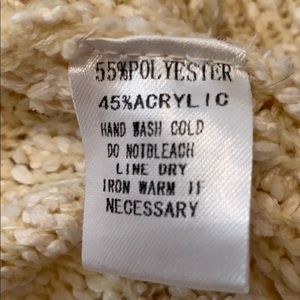 55%POLYESTER
45%ACRYLIC
HAND WASH COLD
DO NOTBLEACH
LINE DRY
IRON WARM IF
NECESSARY